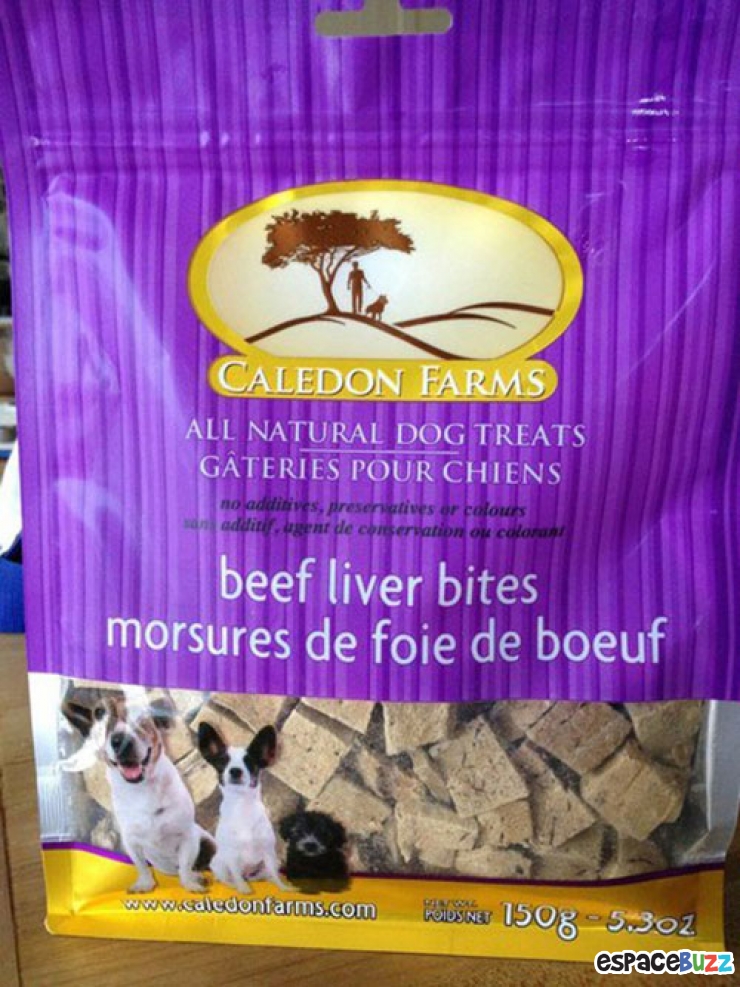 CALEDON FARMS
ALL NATURAL DOG TREATS
GÂTERIES POUR CHIENS
no additives, preservatives or colours
sans additif, agent de conservation ou colorant
beef liver bites
morsures de foie de boeuf
www.caledonfarms.com
NET WT.
POIDS NET 150g - 5.3oz
espaceBuzz